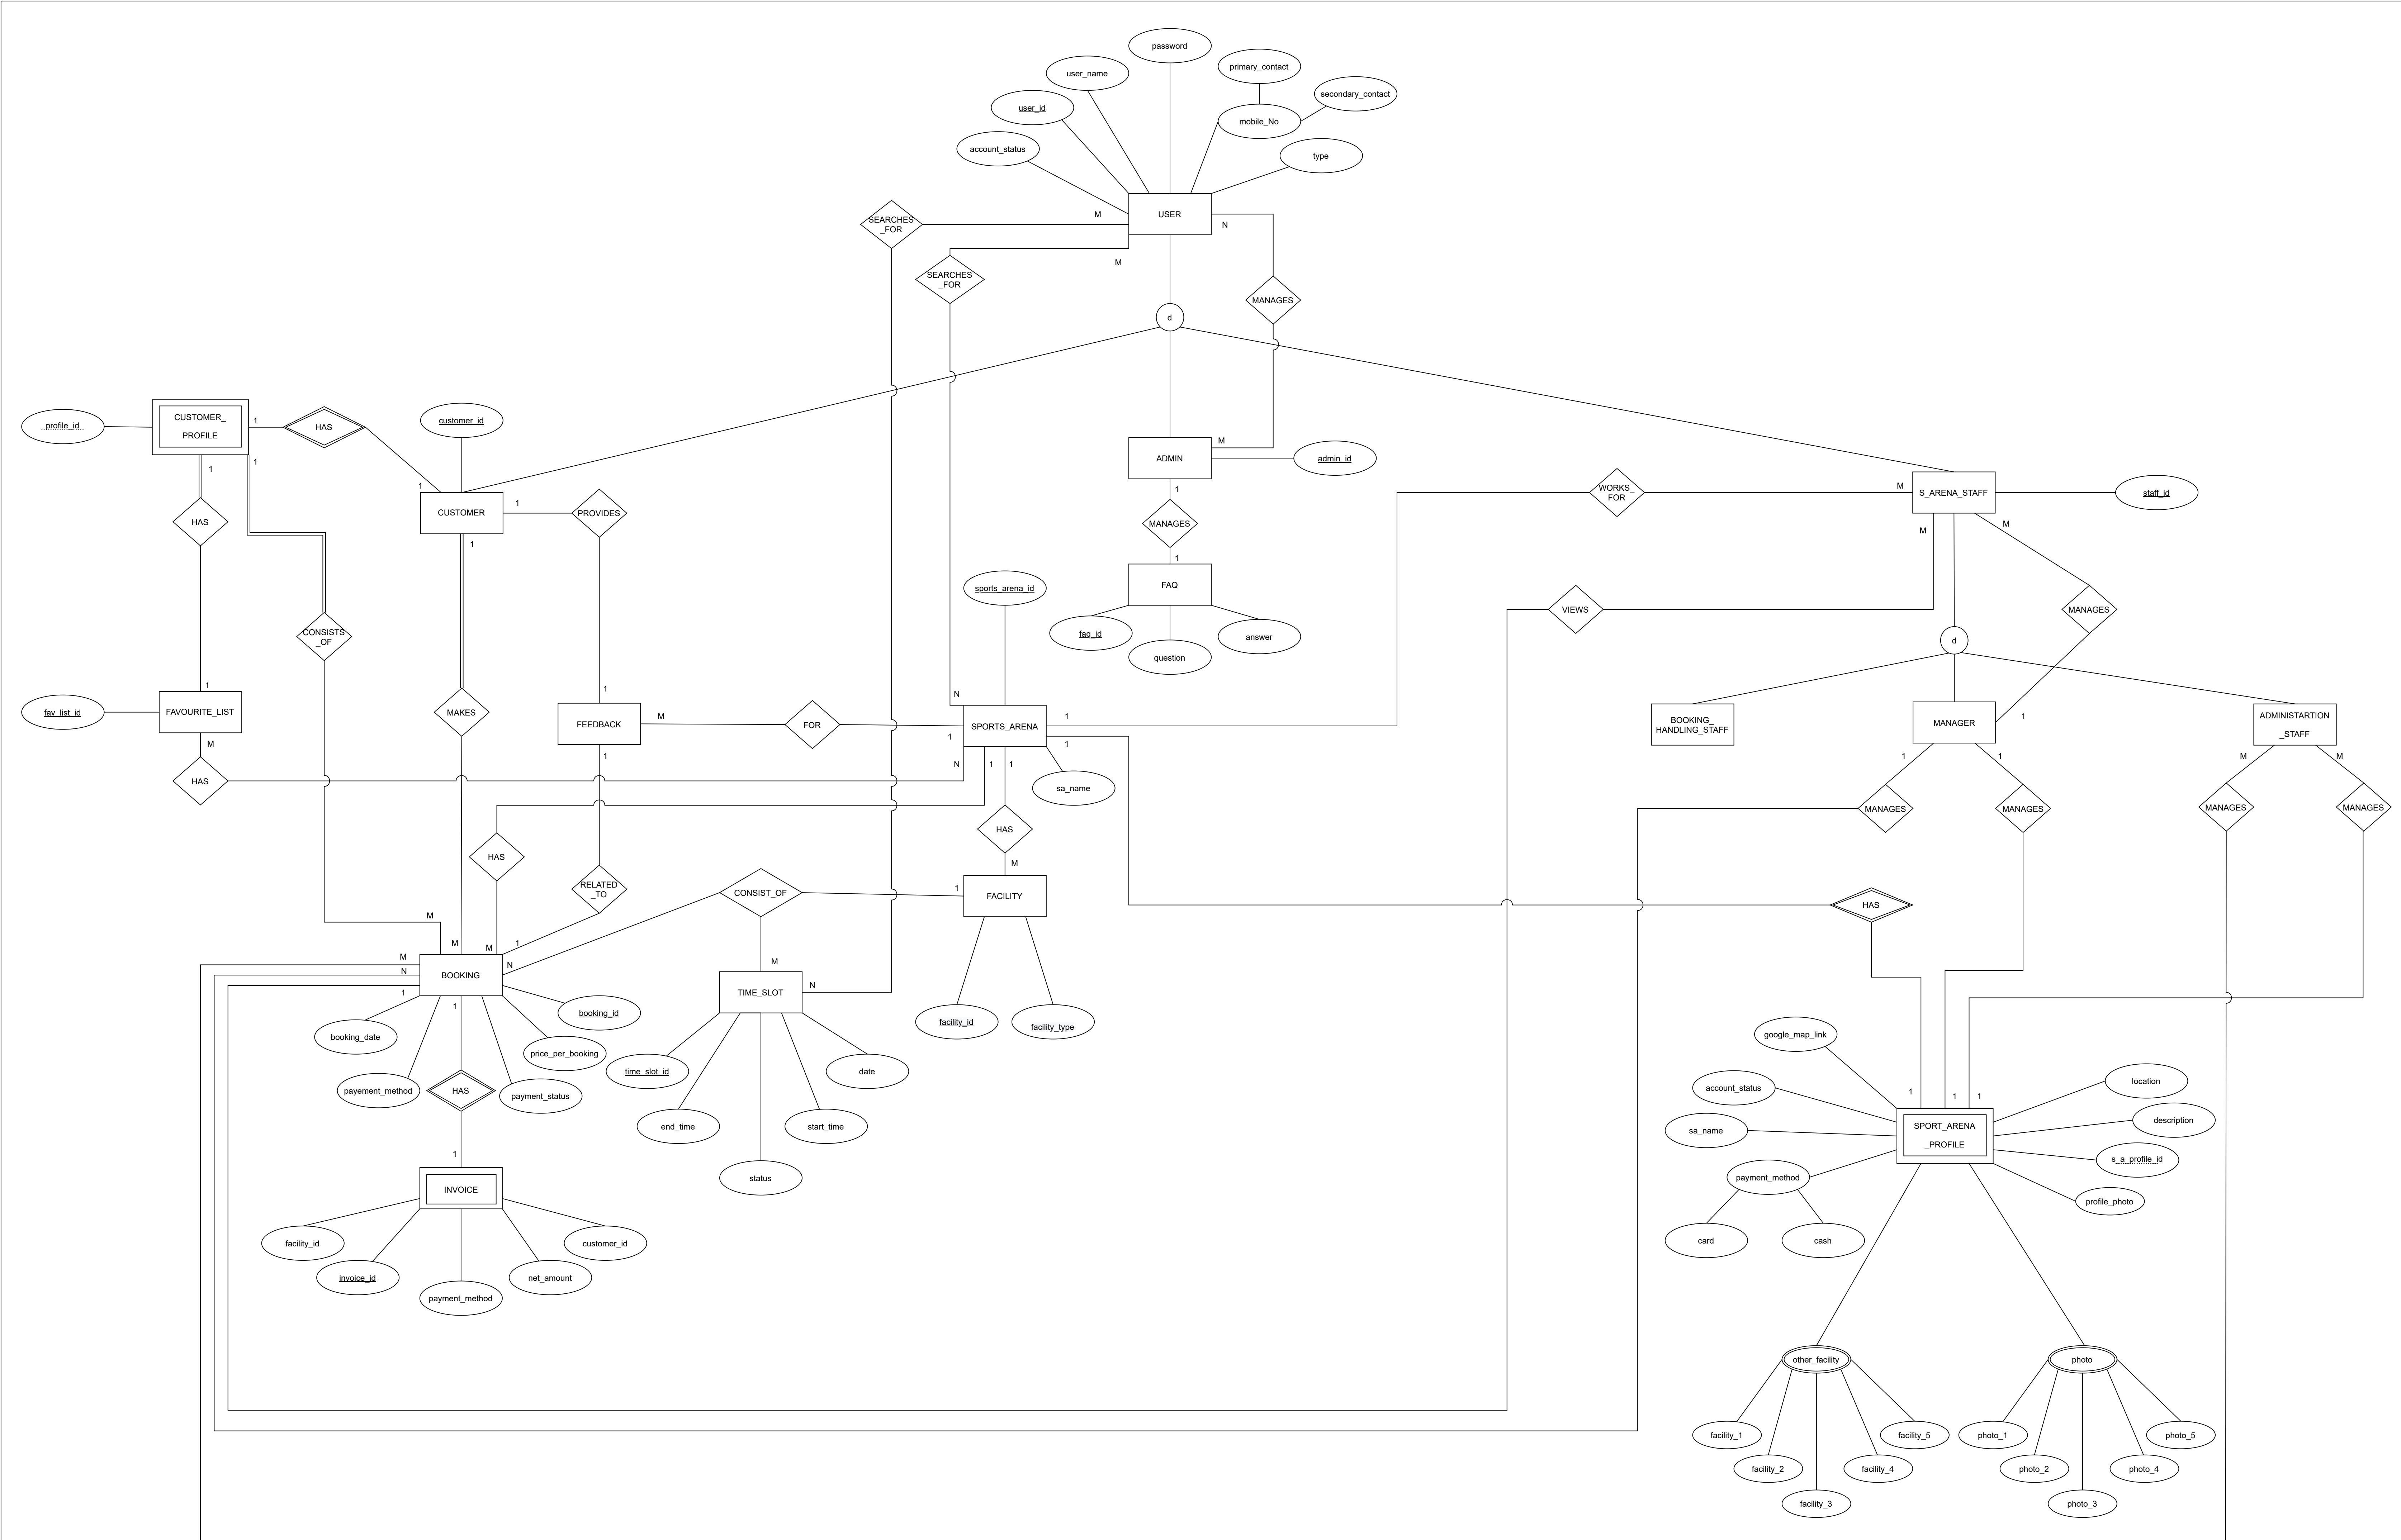 password
primary_contact
user_name
secondary_contact
user_id
mobile_No
account_status
type
M
USER
SEARCHES
_FOR
N
M
SEARCHES
_FOR
MANAGES
d
CUSTOMER_
PROFILE
profile_id
1
HAS
customer_id
M
ADMIN
admin_id
1
1
1
WORKS_
FOR
M
S_ARENA_STAFF
staff_id
1
CUSTOMER
1
PROVIDES
HAS
MANAGES
M
M
1
1
FAQ
sports_arena_id
VIEWS
MANAGES
CONSISTS
_OF
faq_id
answer
question
d
1
1
N
FAVOURITE_LIST
fav_list_id
MAKES
FEEDBACK
M
FOR
SPORTS_ARENA
1
1
BOOKING_
HANDLING_STAFF
MANAGER
1
ADMINISTARTION
_STAFF
M
1
1
1
1
M
M
HAS
1
N
1
1
sa_name
MANAGES
MANAGES
MANAGES
MANAGES
HAS
HAS
M
RELATED
_TO
CONSIST_OF
1
FACILITY
HAS
M
M
M
1
M
N
N
BOOKING
M
TIME_SLOT
N
1
1
booking_id
facility_id
facility_type
booking_date
price_per_booking
google_map_link
time_slot_id
date
payement_method
HAS
payment_status
account_status
location
1
1
1
end_time
start_time
sa_name
SPORT_ARENA
_PROFILE
description
1
s_a_profile_id
INVOICE
status
payment_method
profile_photo
facility_id
customer_id
card
cash
invoice_id
net_amount
payment_method
other_facility
photo
facility_1
facility_5
photo_1
photo_5
facility_2
facility_4
photo_2
photo_4
facility_3
photo_3